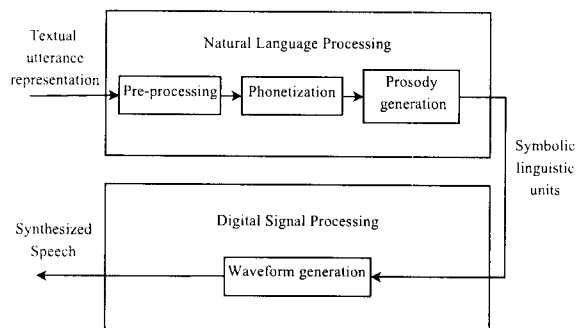 Textual
utterance
representation
Natural Language Processing
Pre-processing
Phonetization
Prosody
generation
Symbolic
linguistic
units
Digital Signal Processing
Synthesized
Speech
Waveform generation